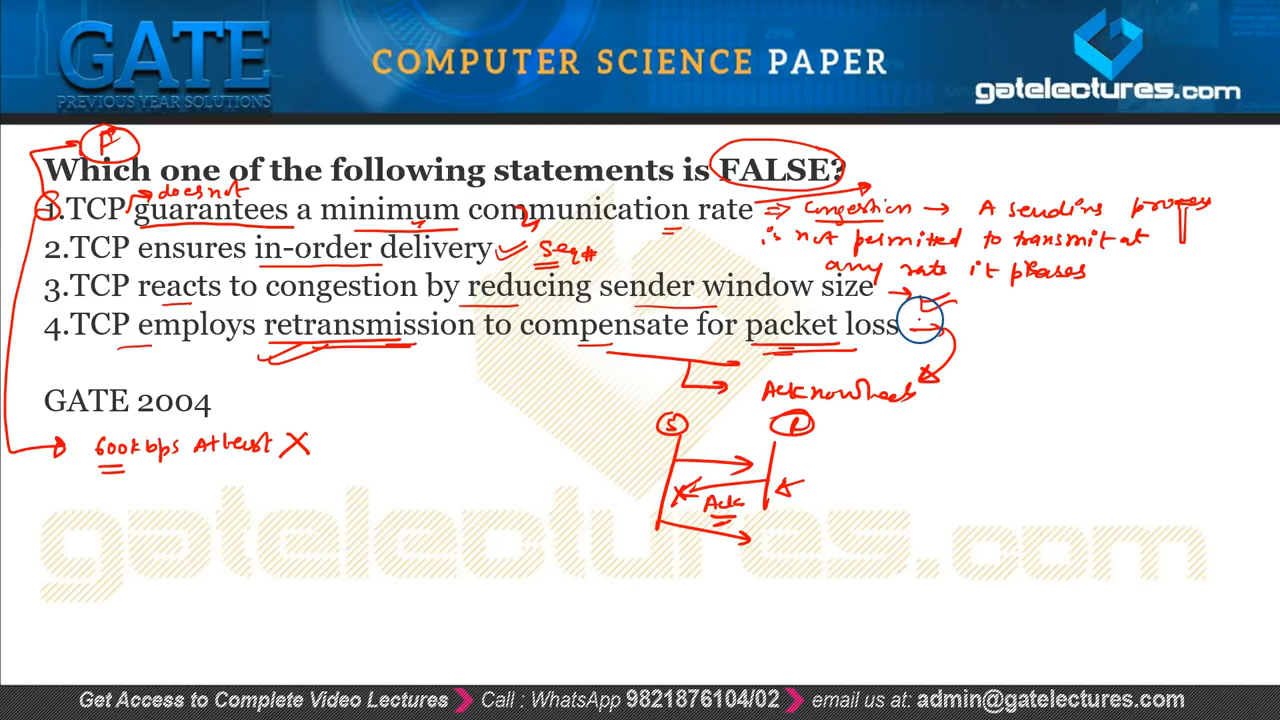 GATE
PREVIOUS YEAR SOLUTIONS
COMPUTER SCIENCE PAPER
gatelectures.com
Which one of the following statements is FALSE?
does not
1.TCP guarantees a minimum communication rate ⇒ Congestion → A sending process
is not permitted to transmit at
any rate it pleases
2.TCP ensures in-order delivery ✓ Seq#
3.TCP reacts to congestion by reducing sender window size
4.TCP employs retransmission to compensate for packet loss
GATE 2004
600kbps Atleast X
S
Ack
gatelectures.com
Get Access to Complete Video Lectures
Call : WhatsApp 9821876104/02
email us at: admin@gatelectures.com